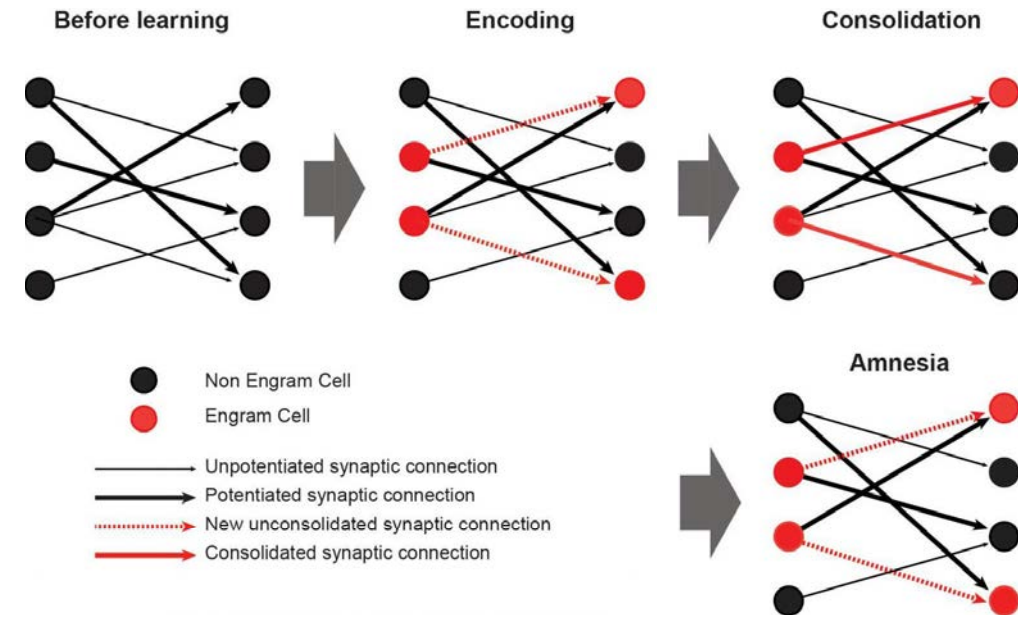 Before learning
Encoding
Consolidation
Amnesia
Non Engram Cell
Engram Cell
Unpotentiated synaptic connection
Potentiated synaptic connection
New unconsolidated synaptic connection
Consolidated synaptic connection